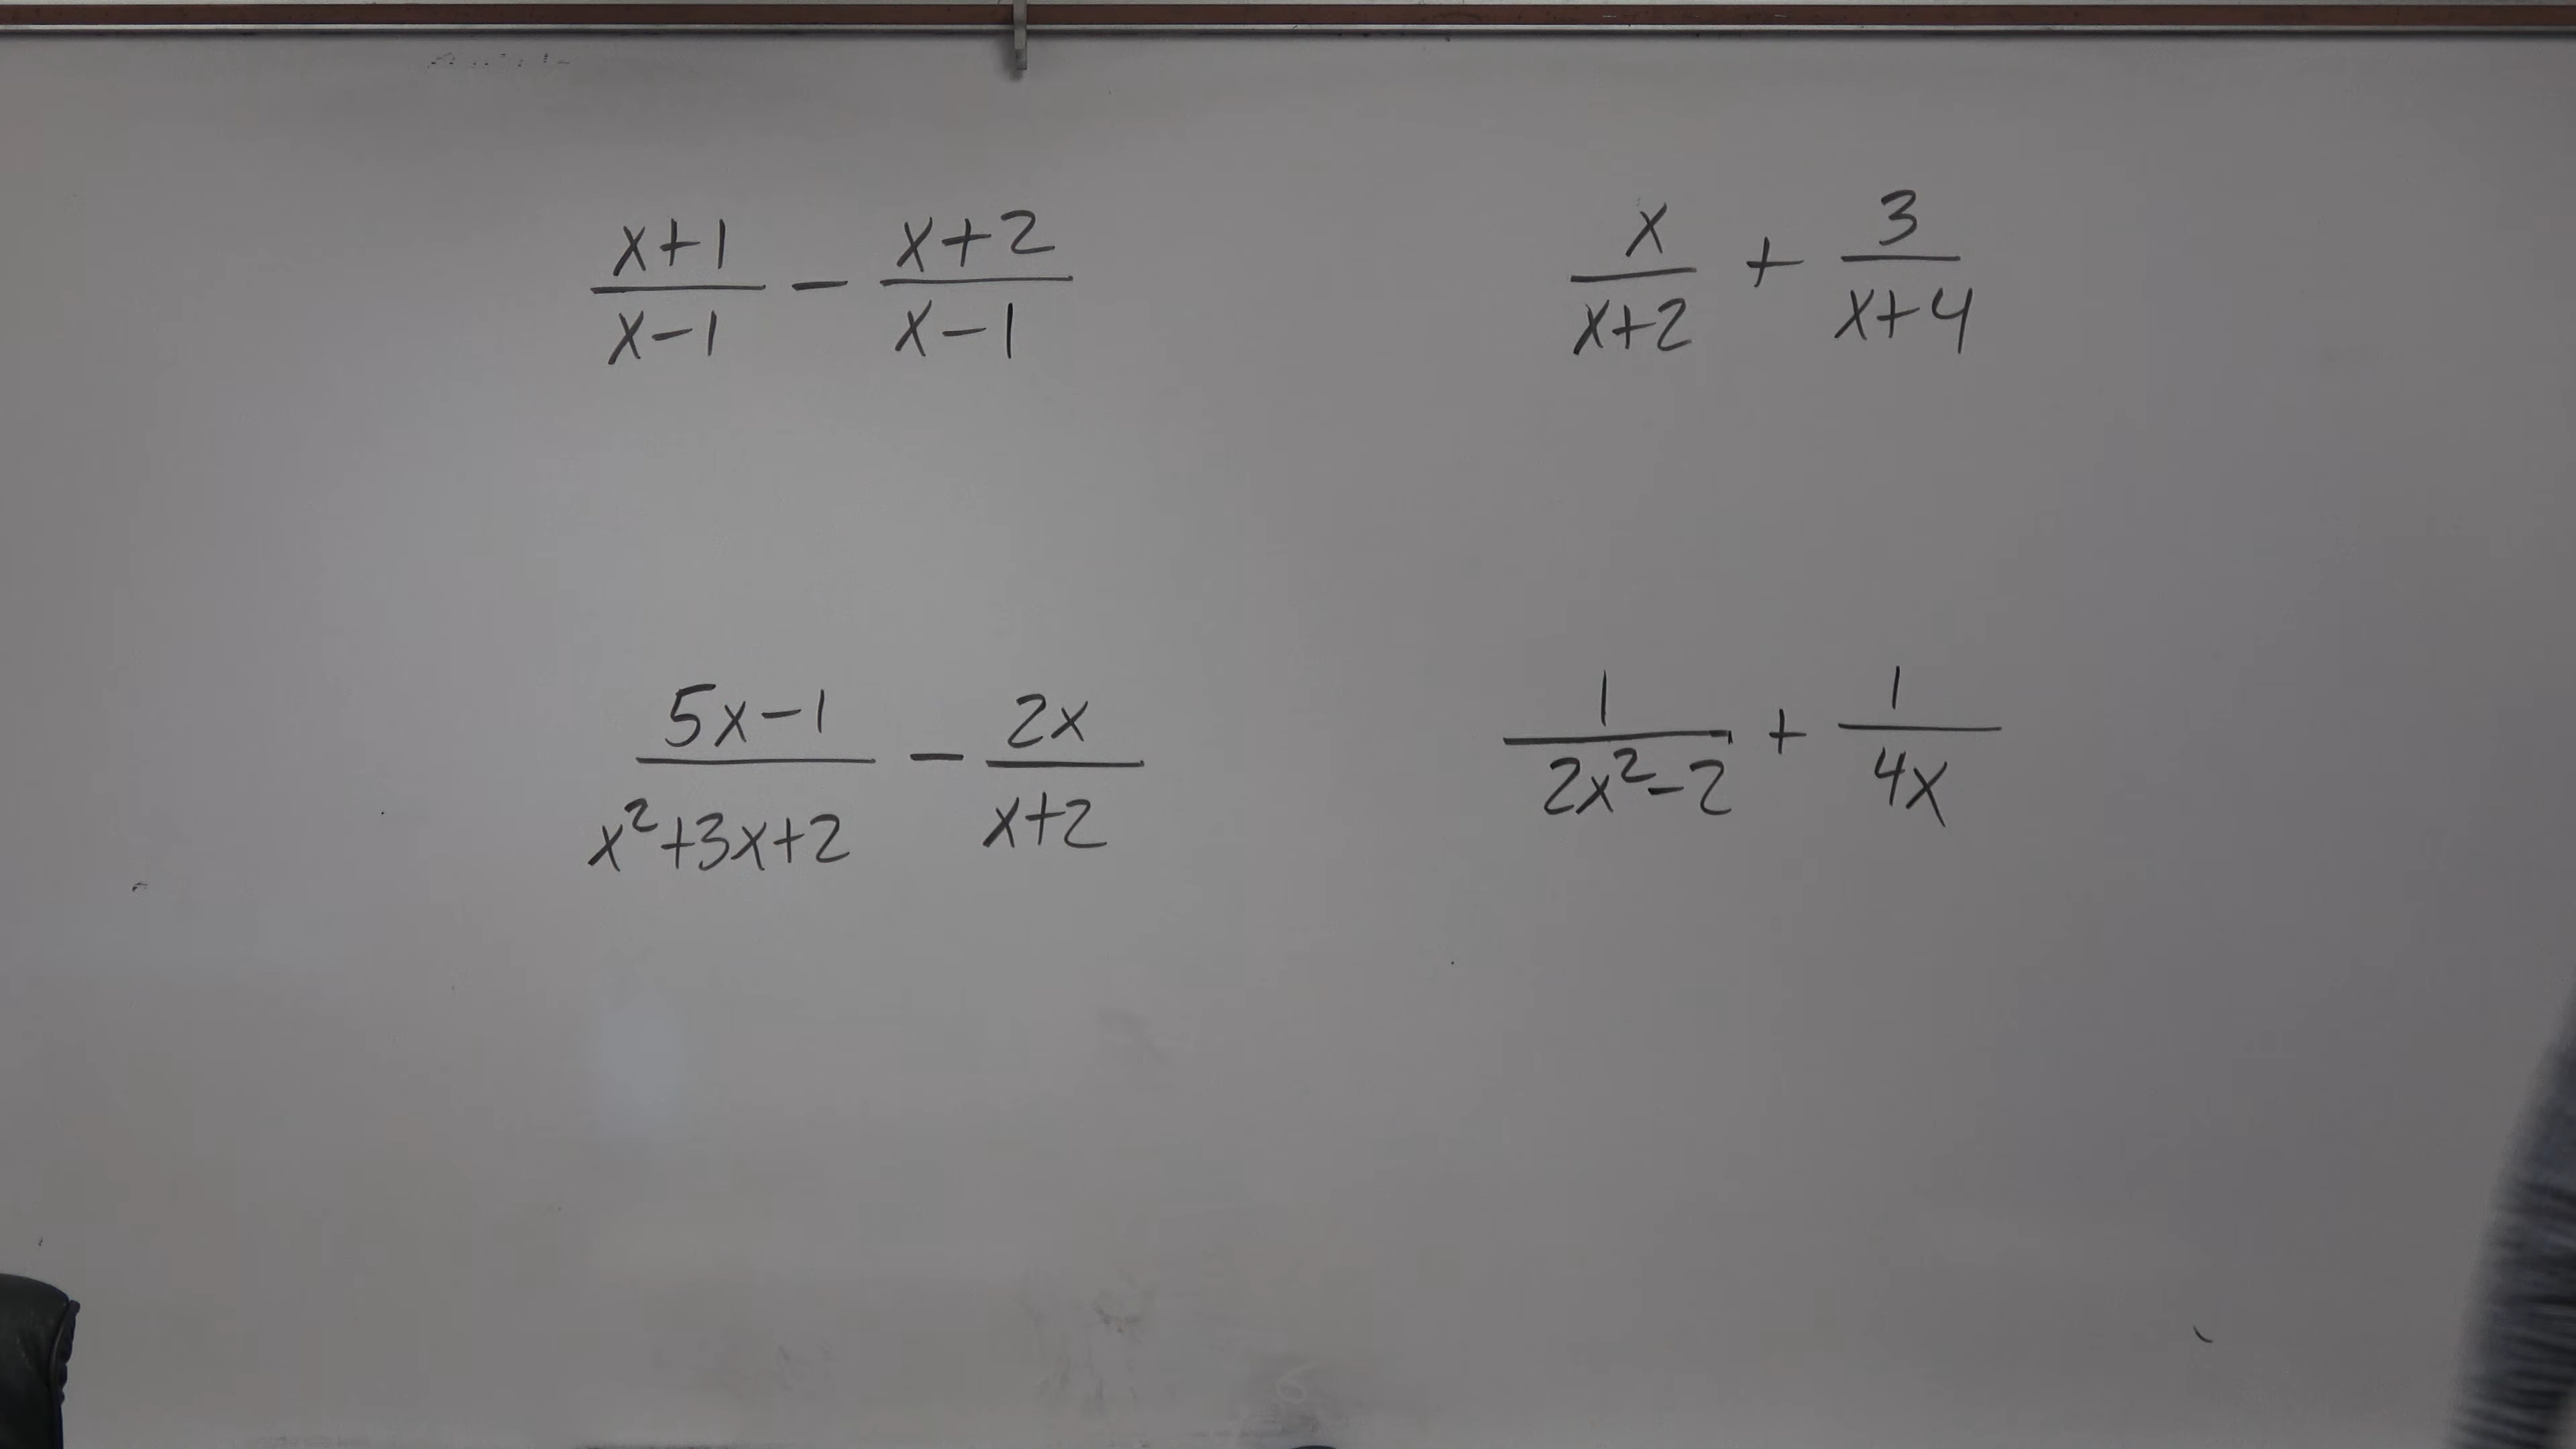 (x+1)/(x-1) - (x+2)/(x-1)
x/(x+2) + 3/(x+4)
(5x-1)/(x²+3x+2) - 2x/(x+2)
1/(2x²-2) + 1/(4x)